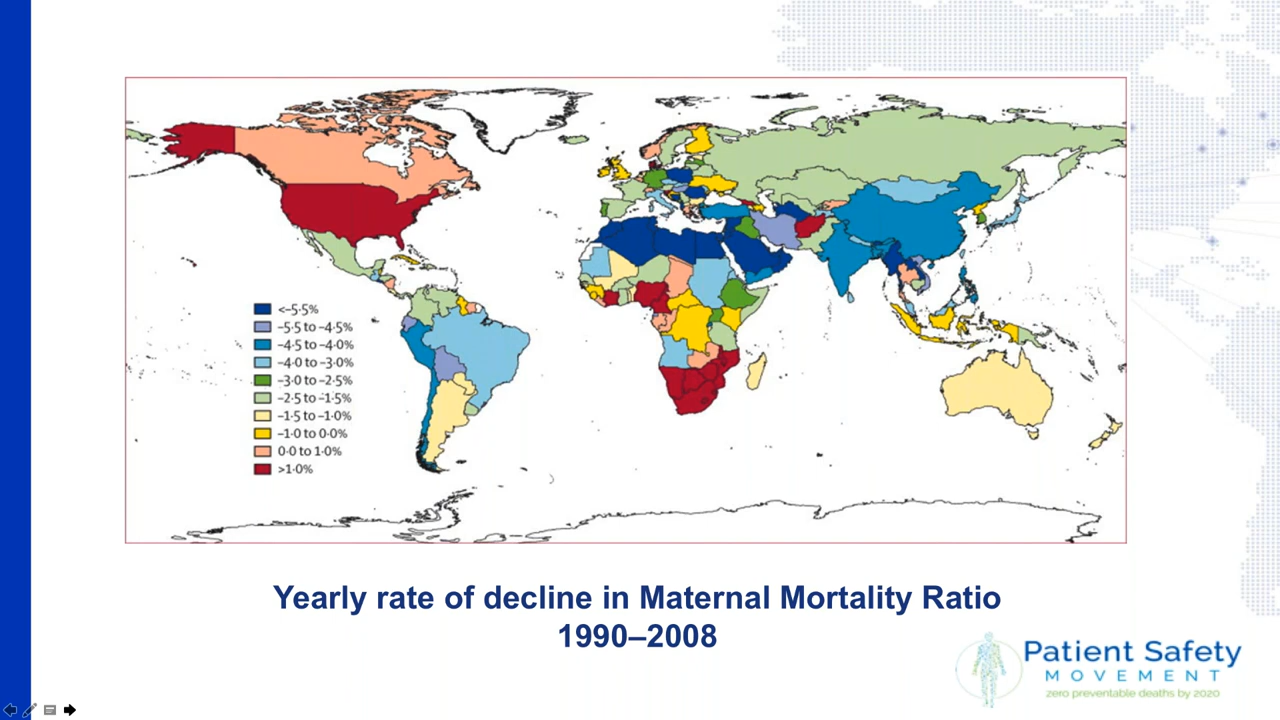 <–5·5%
–5·5 to –4·5%
–4·5 to –4·0%
–4·0 to –3·0%
–3·0 to –2·5%
–2·5 to –1·5%
–1·5 to –1·0%
–1·0 to 0·0%
0·0 to 1·0%
>1·0%
Yearly rate of decline in Maternal Mortality Ratio
1990–2008
Patient Safety
MOVEMENT
zero preventable deaths by 2020